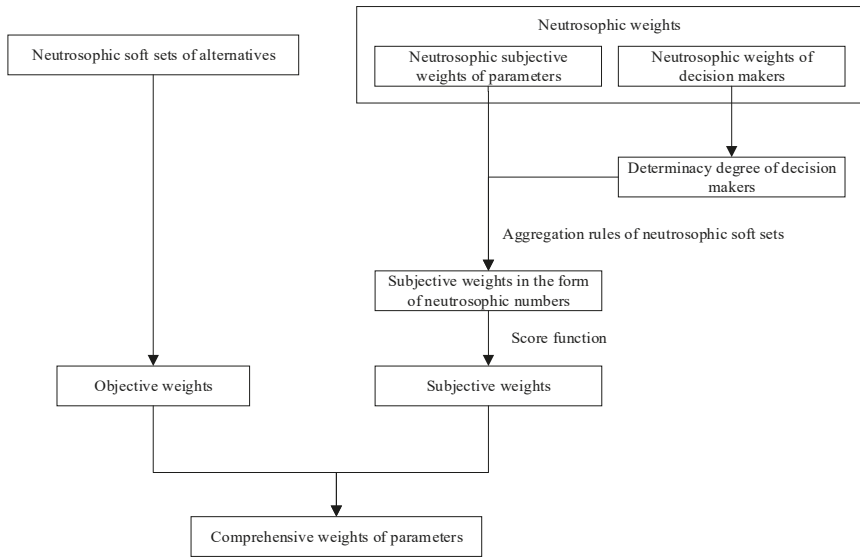 Neutrosophic weights
Neutrosophic soft sets of alternatives
Neutrosophic subjective
weights of parameters
Neutrosophic weights of
decision makers
Determinacy degree of decision
makers
Aggregation rules of neutrosophic soft sets
Subjective weights in the form
of neutrosophic numbers
Score function
Objective weights
Subjective weights
Comprehensive weights of parameters